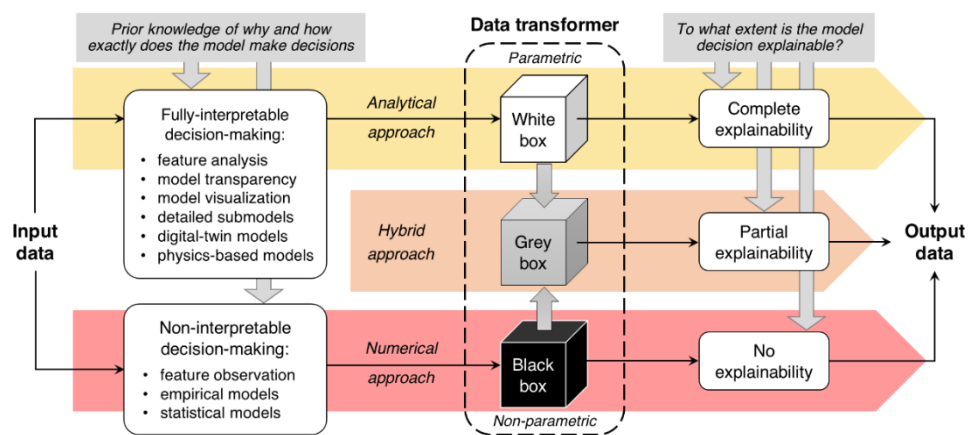 Prior knowledge of why and how
exactly does the model make decisions
Data transformer
To what extent is the model
decision explainable?
Parametric
Fully-interpretable
decision-making:
• feature analysis
• model transparency
• model visualization
• detailed submodels
• digital-twin models
• physics-based models
Analytical
approach
White
box
Complete
explainability
Input
data
Hybrid
approach
Grey
box
Partial
explainability
Output
data
Non-interpretable
decision-making:
• feature observation
• empirical models
• statistical models
Numerical
approach
Black
box
No
explainability
Non-parametric